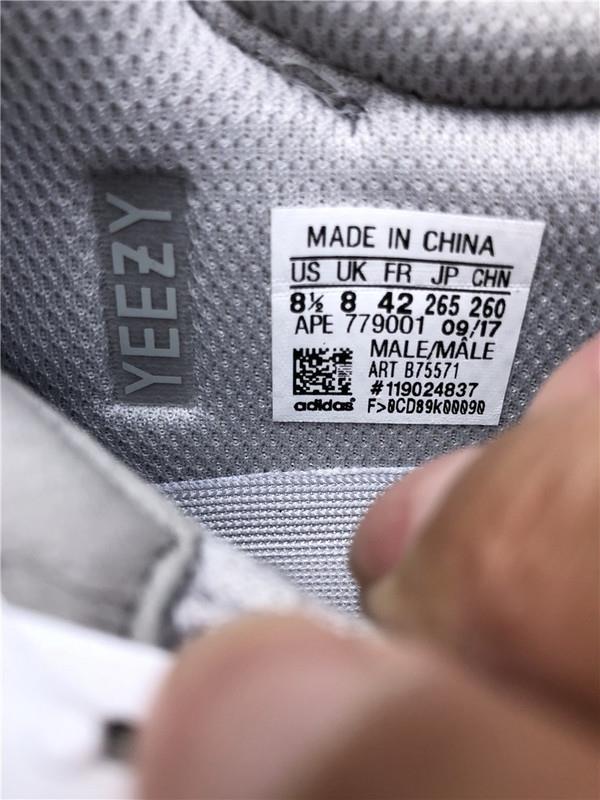 YEEZY
MADE IN CHINA
US UK FR JP CHN
8½ 8 42 265 260
APE 779001 09/17
MALE/MÂLE
ART B75571
#119024837
adidas F>0CD89K00090